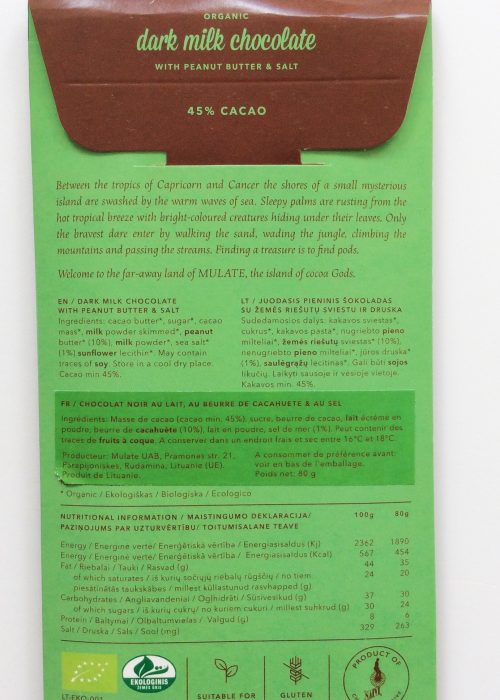 ORGANIC
dark milk chocolate
WITH PEANUT BUTTER & SALT
45% CACAO
Between the tropics of Capricorn and Cancer the shores of a small mysterious
island are swashed by the warm waves of sea. Sleepy palms are rusting from the
hot tropical breeze with bright-coloured creatures hiding under their leaves. Only
the bravest dare enter by walking the sand, wading the jungle, climbing the
mountains and passing the streams. Finding a treasure is to find pods.
Welcome to the far-away land of MULATE, the island of cocoa Gods.
EN / DARK MILK CHOCOLATE
WITH PEANUT BUTTER & SALT
Ingredients: cacao butter*, sugar*, cacao
mass*, milk powder skimmed*, peanut
butter* (10%), milk powder*, sea salt*
(1%) sunflower lecithin*. May contain
traces of soy. Store in a cool dry place.
Cacao min 45%.
LT / JUODASIS PIENINIS ŠOKOLADAS
SU ŽEMĖS RIEŠUTŲ SVIESTU IR DRUSKA
Sudedamosios dalys: kakavos sviestas*,
cukrus*, kakavos pasta*, nugriebto pieno
milteliai*, žemės riešutų sviestas* (10%),
nenugriebto pieno milteliai*, jūros druska*
(1%), saulėgrąžų lecitinas*. Gali būti sojos
likučių. Laikyti sausoje ir vėsioje vietoje.
Kakavos min. 45%.
FR / CHOCOLAT NOIR AU LAIT, AU BEURRE DE CACAHUETE & AU SEL
Ingrédients: Masse de cacao (cacao min. 45%), sucre, beurre de cacao, lait écrémé en
poudre, beurre de cacahuète (10%), lait en poudre, sel de mer (1%). Peut contenir des
traces de fruits à coque. A conserver dans un endroit frais et sec entre 16°C et 18°C.
Producteur: Mulate UAB, Pramones str. 21,
Parapijoniskes, Rudamina, Lituanie (UE).
Produit de Lituanie.
A consommer de préférence avant:
voir en bas de l'emballage.
Poids net: 80 g
* Organic / Ekologiškas / Biologiska / Ecologico
NUTRITIONAL INFORMATION / MAISTINGUMO DEKLARACIJA/
PAZIŅOJUMS PAR UZTURVĒRTĪBU/ TOITUMISALANE TEAVE
100g 80g
Energy / Energinė vertė/ Enerģētiskā vērtība / Energiasisaldus (Kj) 2362 1890
Energy / Energinė vertė/ Enerģētiskā vērtība / Energiasisaldus (Kcal) 567 454
Fat / Riebalai / Tauki / Rasvad (g) 44 35
of which saturates / iš kurių sočiųjų riebalų rūgščių / no tiem 24 20
piesātinātās taukskābes / millest küllastunud rasvhapped (g)
Carbohydrates / Angliavandeniai / Ogļhidrāti / Süsivesikud (g) 37 30
of which sugars / iš kurių cukrų/ no kuriem cukuri / millest suhkrud (g) 30 24
Protein / Baltymai / Olbaltumvielas / Valgud (g) 8 6
Salt / Druska / Sals / Sool (mg) 329 263
LT-EKO-001
EKOLOGINIS
ŽEMĖS ŪKIS
SUITABLE FOR
GLUTEN
PRODUCT OF